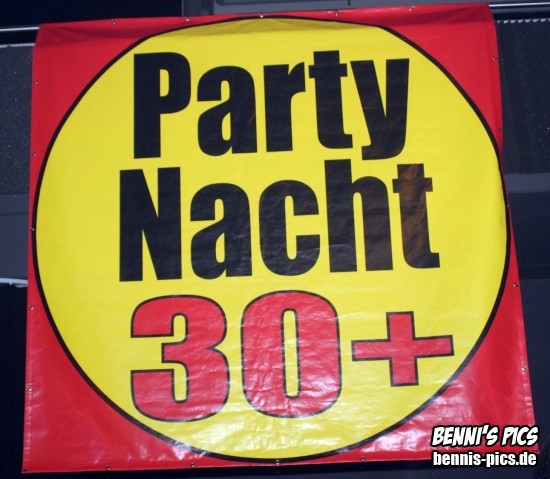 Party
Nacht
30+
BENNI'S PICS
bennis-pics.de